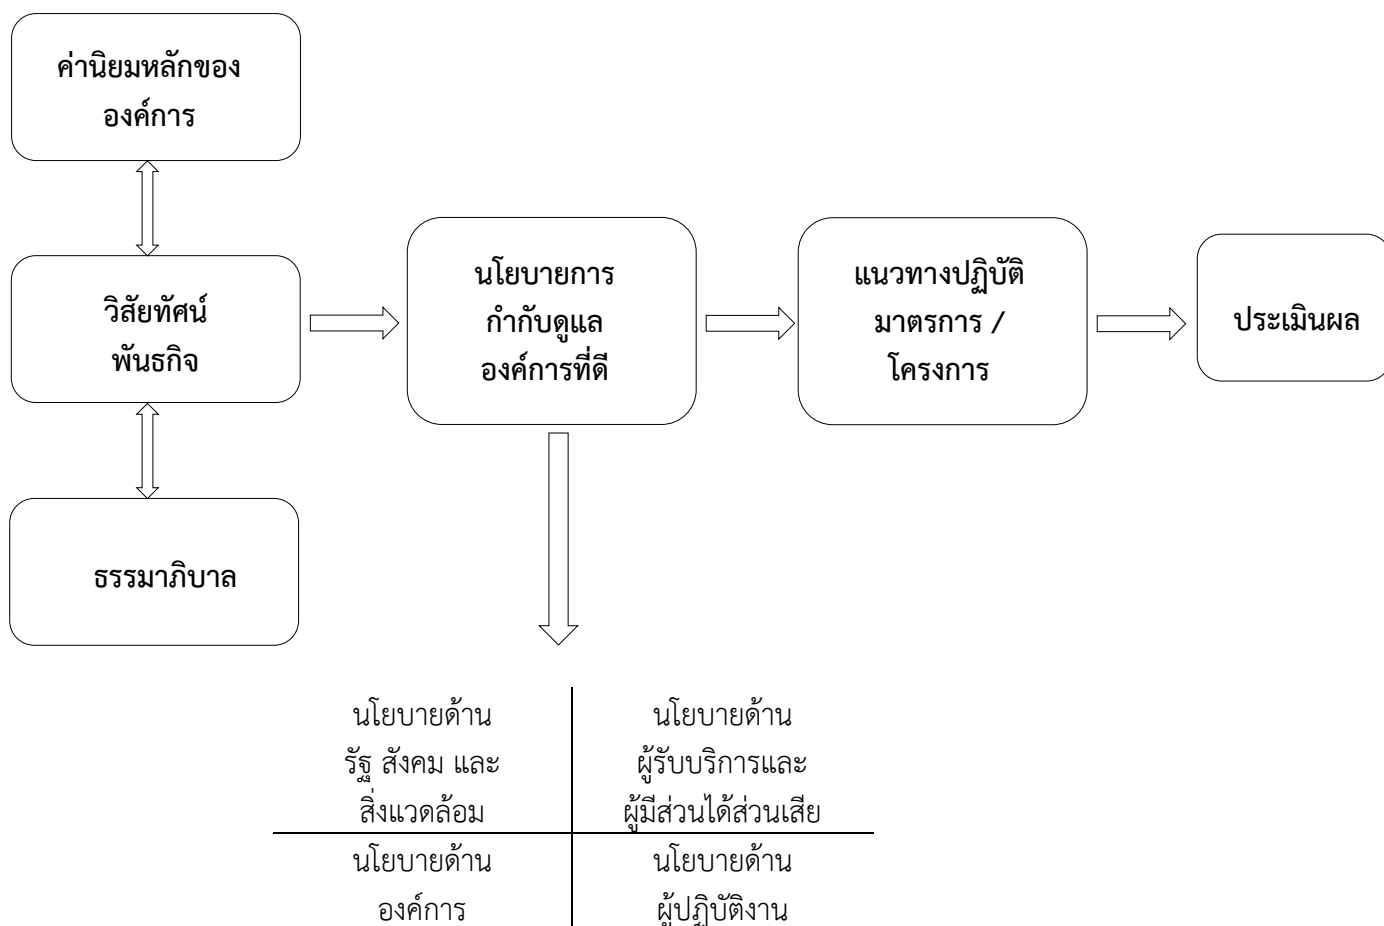 ค่านิยมหลักของ
องค์การ
วิสัยทัศน์
พันธกิจ
ธรรมาภิบาล
นโยบายการ
กำกับดูแล
องค์การที่ดี
แนวทางปฏิบัติ
มาตรการ /
โครงการ
ประเมินผล
นโยบายด้าน
รัฐ สังคม และ
สิ่งแวดล้อม
นโยบายด้าน
ผู้รับบริการและ
ผู้มีส่วนได้ส่วนเสีย
นโยบายด้าน
องค์การ
นโยบายด้าน
ผู้ปฏิบัติงาน